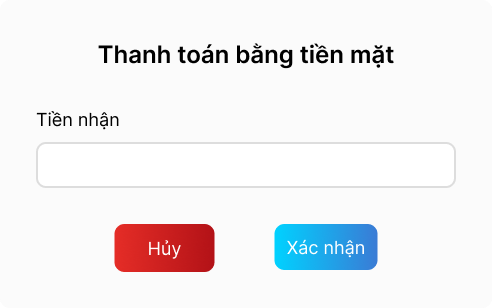 Thanh toán bằng tiền mặt
Tiền nhận
Hủy
Xác nhận